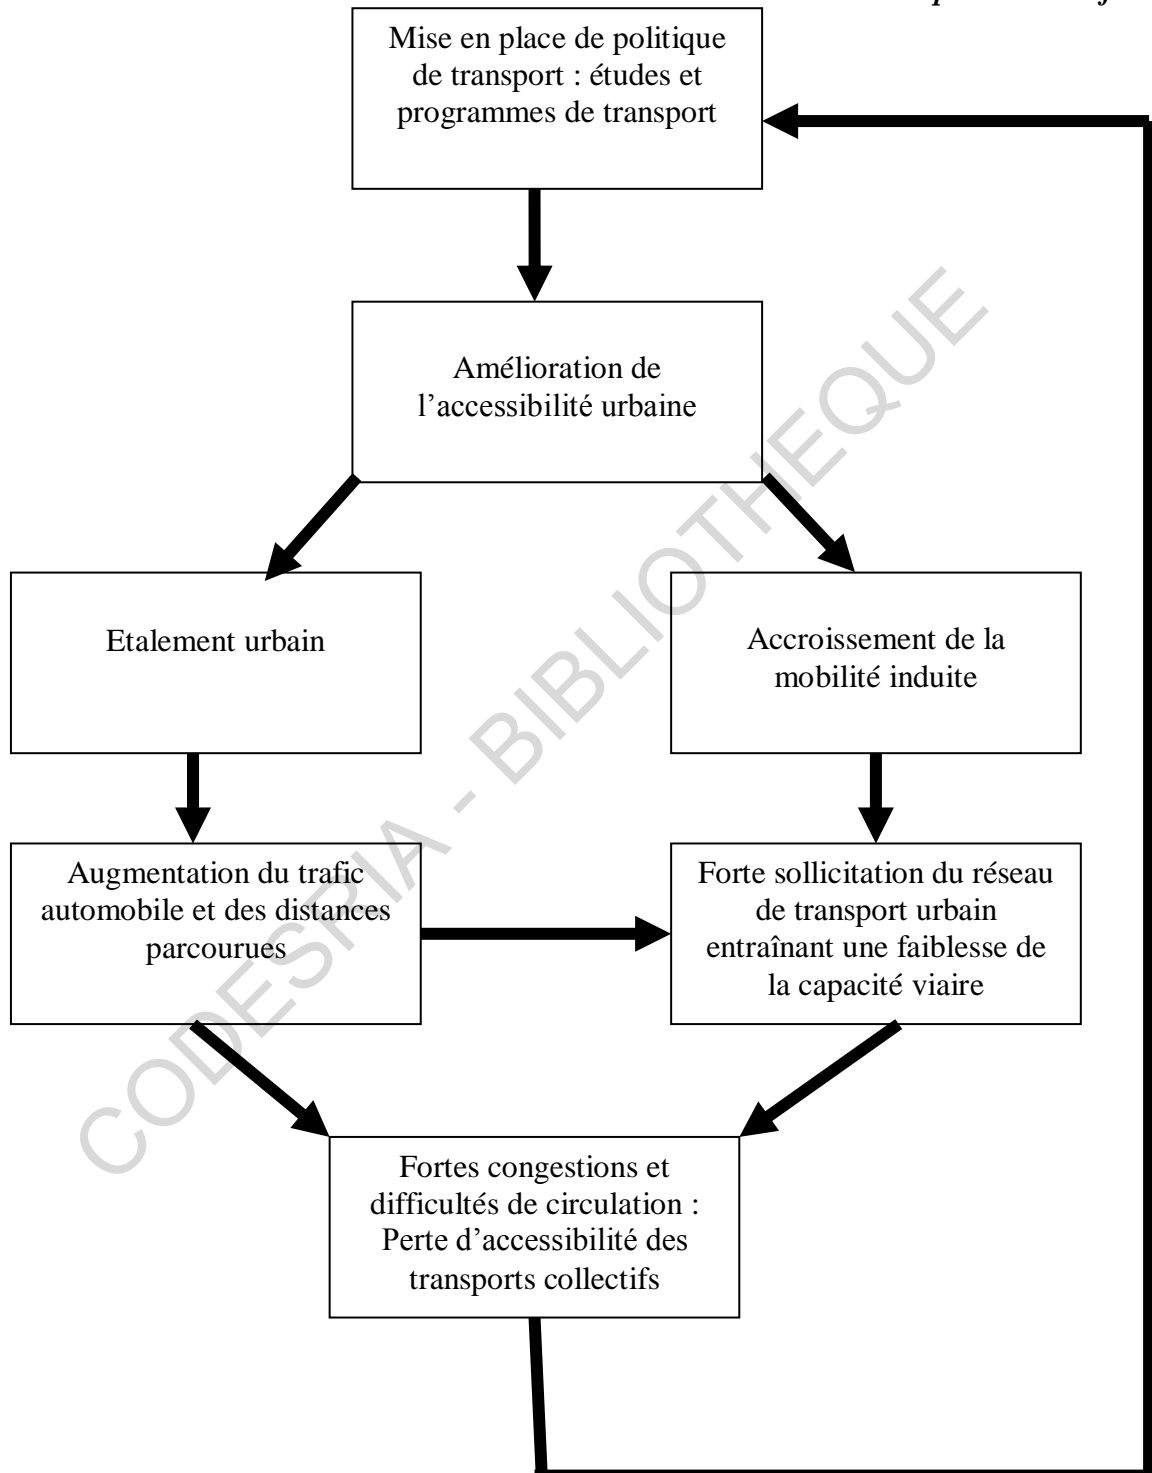 Mise en place de politique
de transport : études et
programmes de transport
Amélioration de
l’accessibilité urbaine
Etalement urbain
Accroissement de la
mobilité induite
Augmentation du trafic
automobile et des distances
parcourues
Forte sollicitation du réseau
de transport urbain
entraînant une faiblesse de
la capacité viaire
Fortes congestions et
difficultés de circulation :
Perte d’accessibilité des
transports collectifs
CODESRIA - BIBLIOTHEQUE